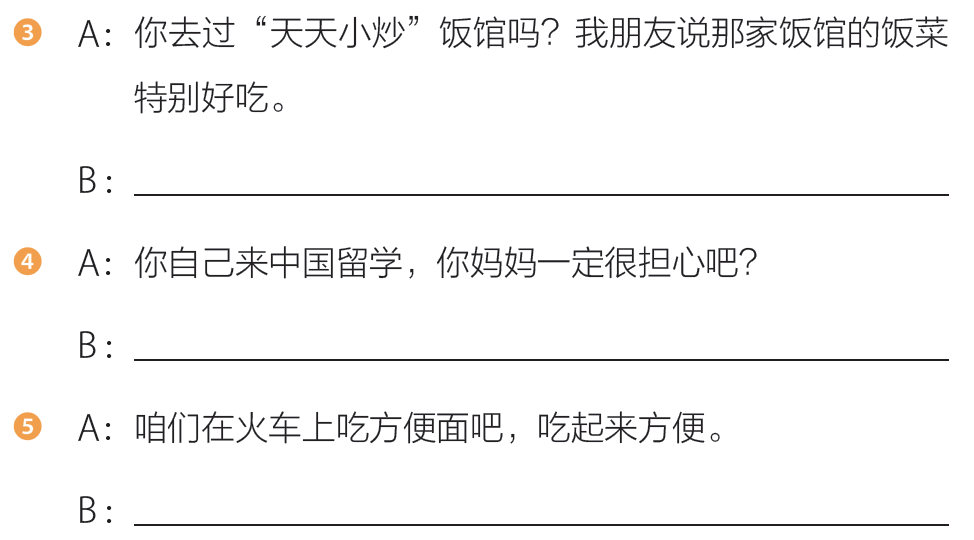 3 A：你去过“天天小炒”饭馆吗？我朋友说那家饭馆的饭菜
特别好吃。
B：
4 A：你自己来中国留学，你妈妈一定很担心吧？
B：
5 A：咱们在火车上吃方便面吧，吃起来方便。
B：